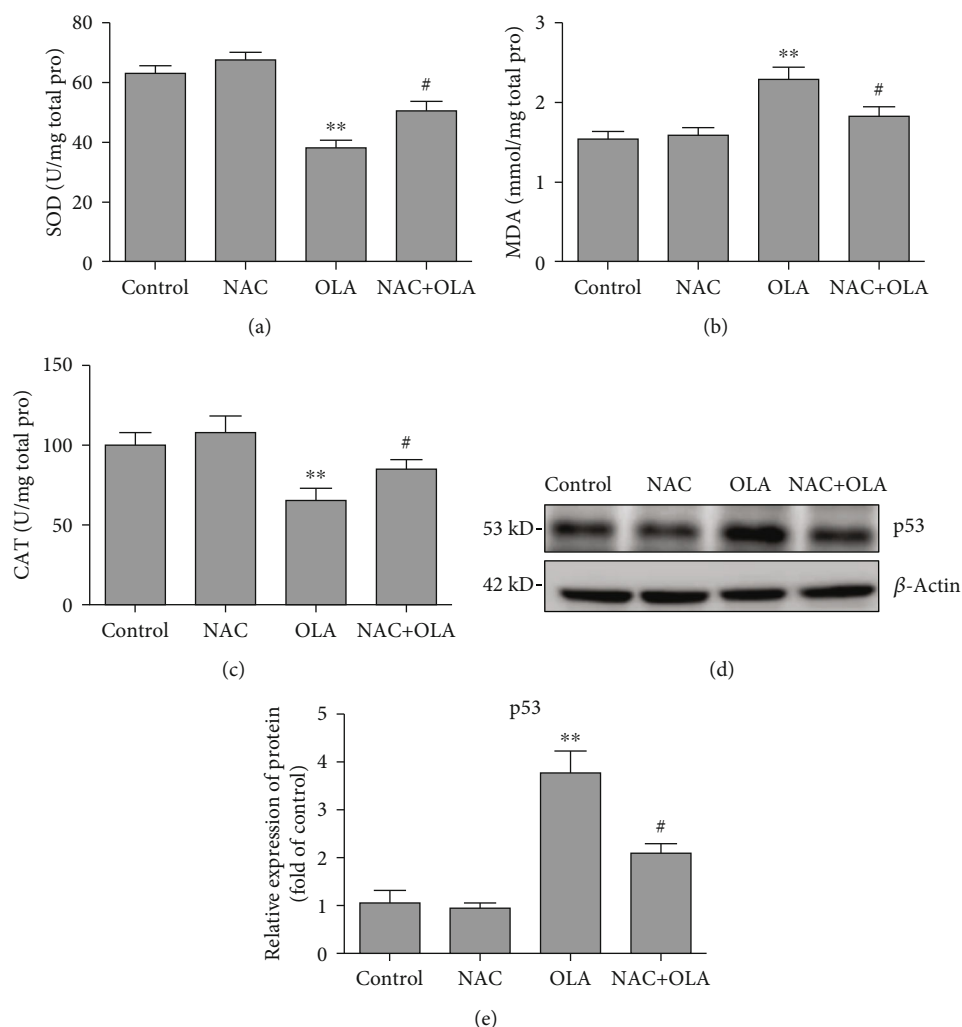 SOD (U/mg total pro)
80
60
40
20
0
**
#
Control NAC OLA NAC+OLA
(a)
MDA (mmol/mg total pro)
3
2
1
0
**
#
Control NAC OLA NAC+OLA
(b)
CAT (U/mg total pro)
150
100
50
0
**
#
Control NAC OLA NAC+OLA
(c)
Control NAC OLA NAC+OLA
53 kD- p53
42 kD- β-Actin
(d)
p53
Relative expression of protein
(fold of control)
5
4
3
2
1
0
**
#
Control NAC OLA NAC+OLA
(e)